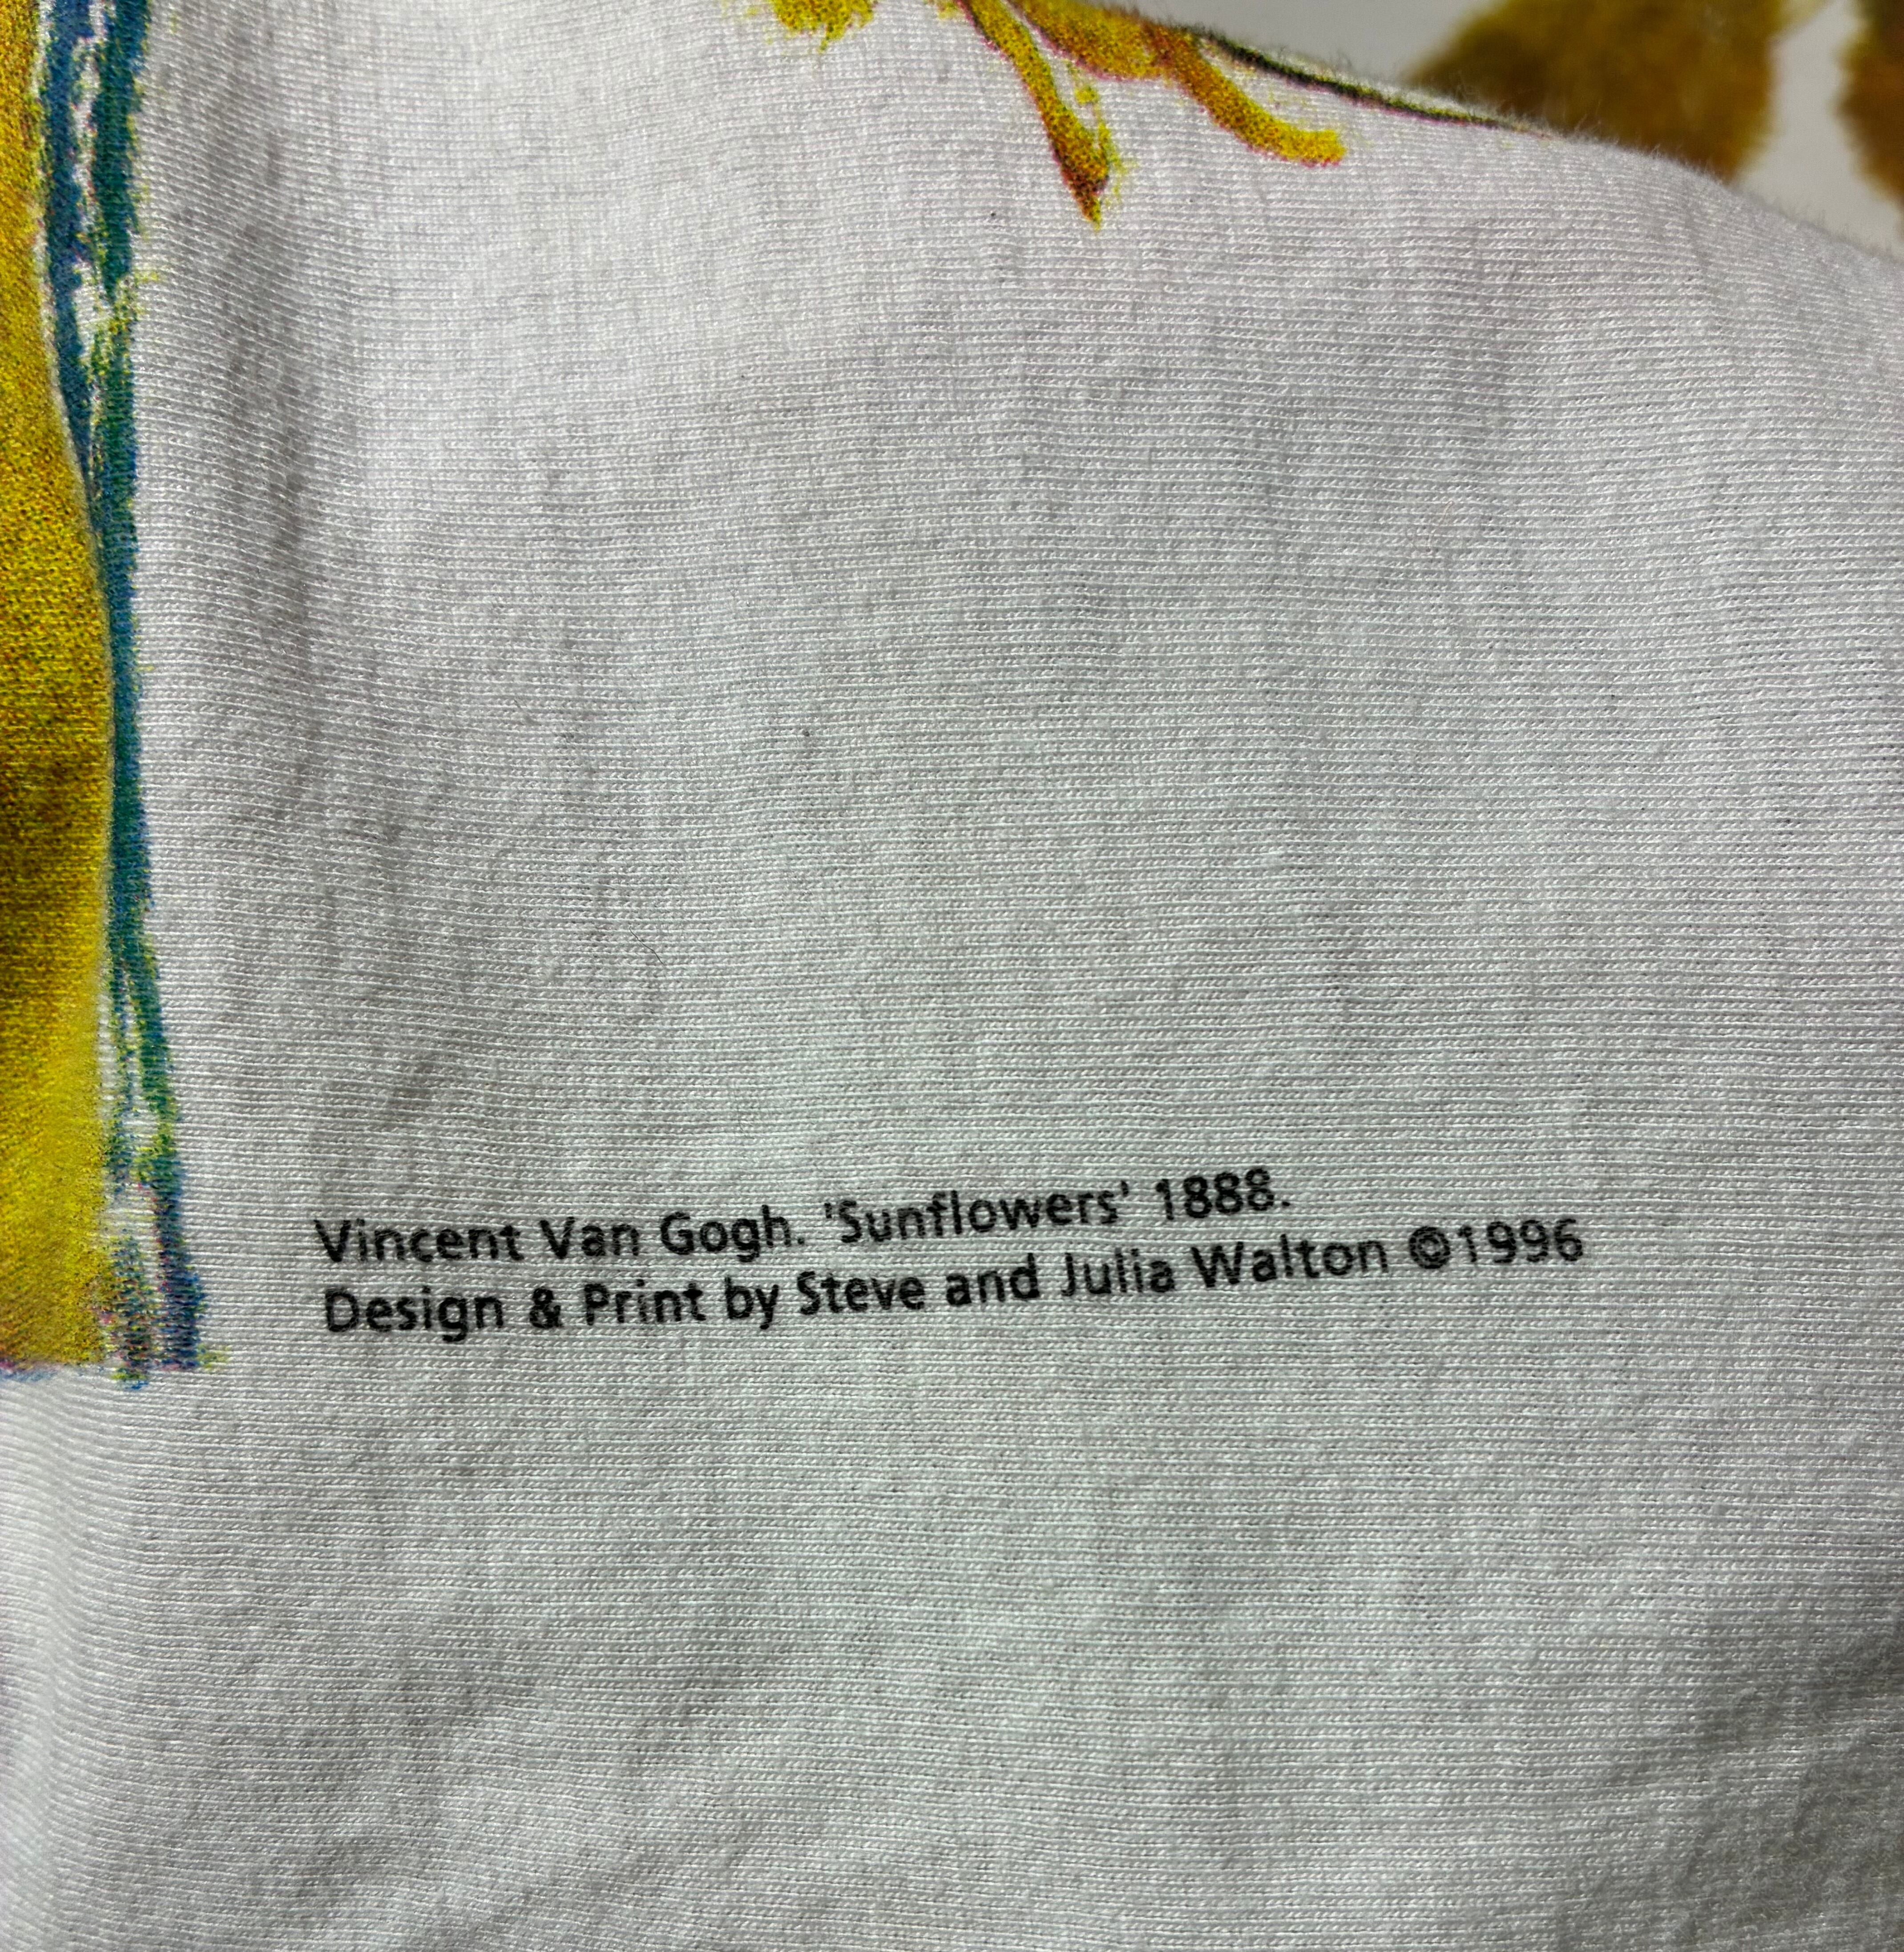 Vincent Van Gogh. 'Sunflowers' 1888.
Design & Print by Steve and Julia Walton ©1996